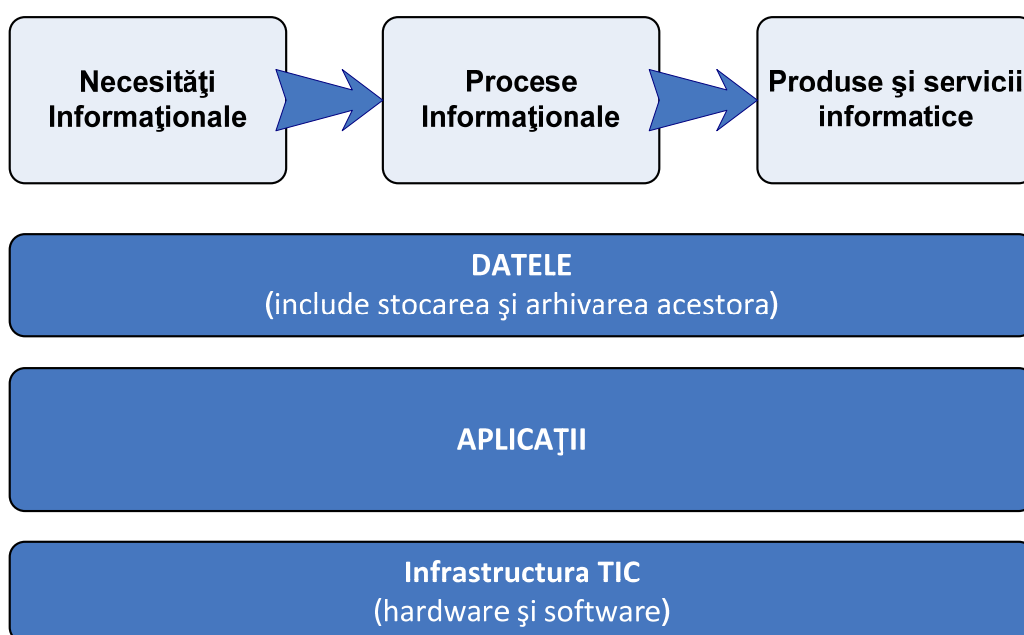 Necesităţi
Informaţionale
Procese
Informaţionale
Produse şi servicii
informatice
DATELE
(include stocarea şi arhivarea acestora)
APLICAŢII
Infrastructura TIC
(hardware şi software)